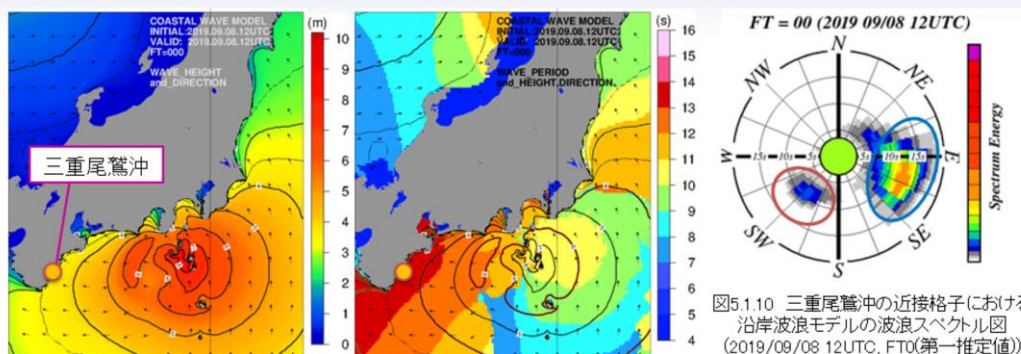 (m)
COASTAL WAVE MODEL
INITIAL:2019.09.08.12UTC
VALID: 2019.09.08.12UTC
FT=000
WAVE_HEIGHT
and_DIRECTION
10
9
8
7
6
5
4
3
2
1
0
三重尾鷲沖
(s)
COASTAL WAVE MODEL
INITIAL:2019.09.08.12UTC
VALID: 2019.09.08.12UTC
FT=000
WAVE_PERIOD
and_HEIGHT,DIRECTION
16
15
14
13
12
11
10
9
8
7
6
5
4
FT = 00 (2019 09/08 12UTC)
N
NW
NE
W
15s
10s
5s
5s
10s
15s
E
SW
SE
S
Spectrum Energy
図5.1.10 三重尾鷲沖の近接格子における
沿岸波浪モデルの波浪スペクトル図
(2019/09/08 12UTC, FT0(第一推定値))